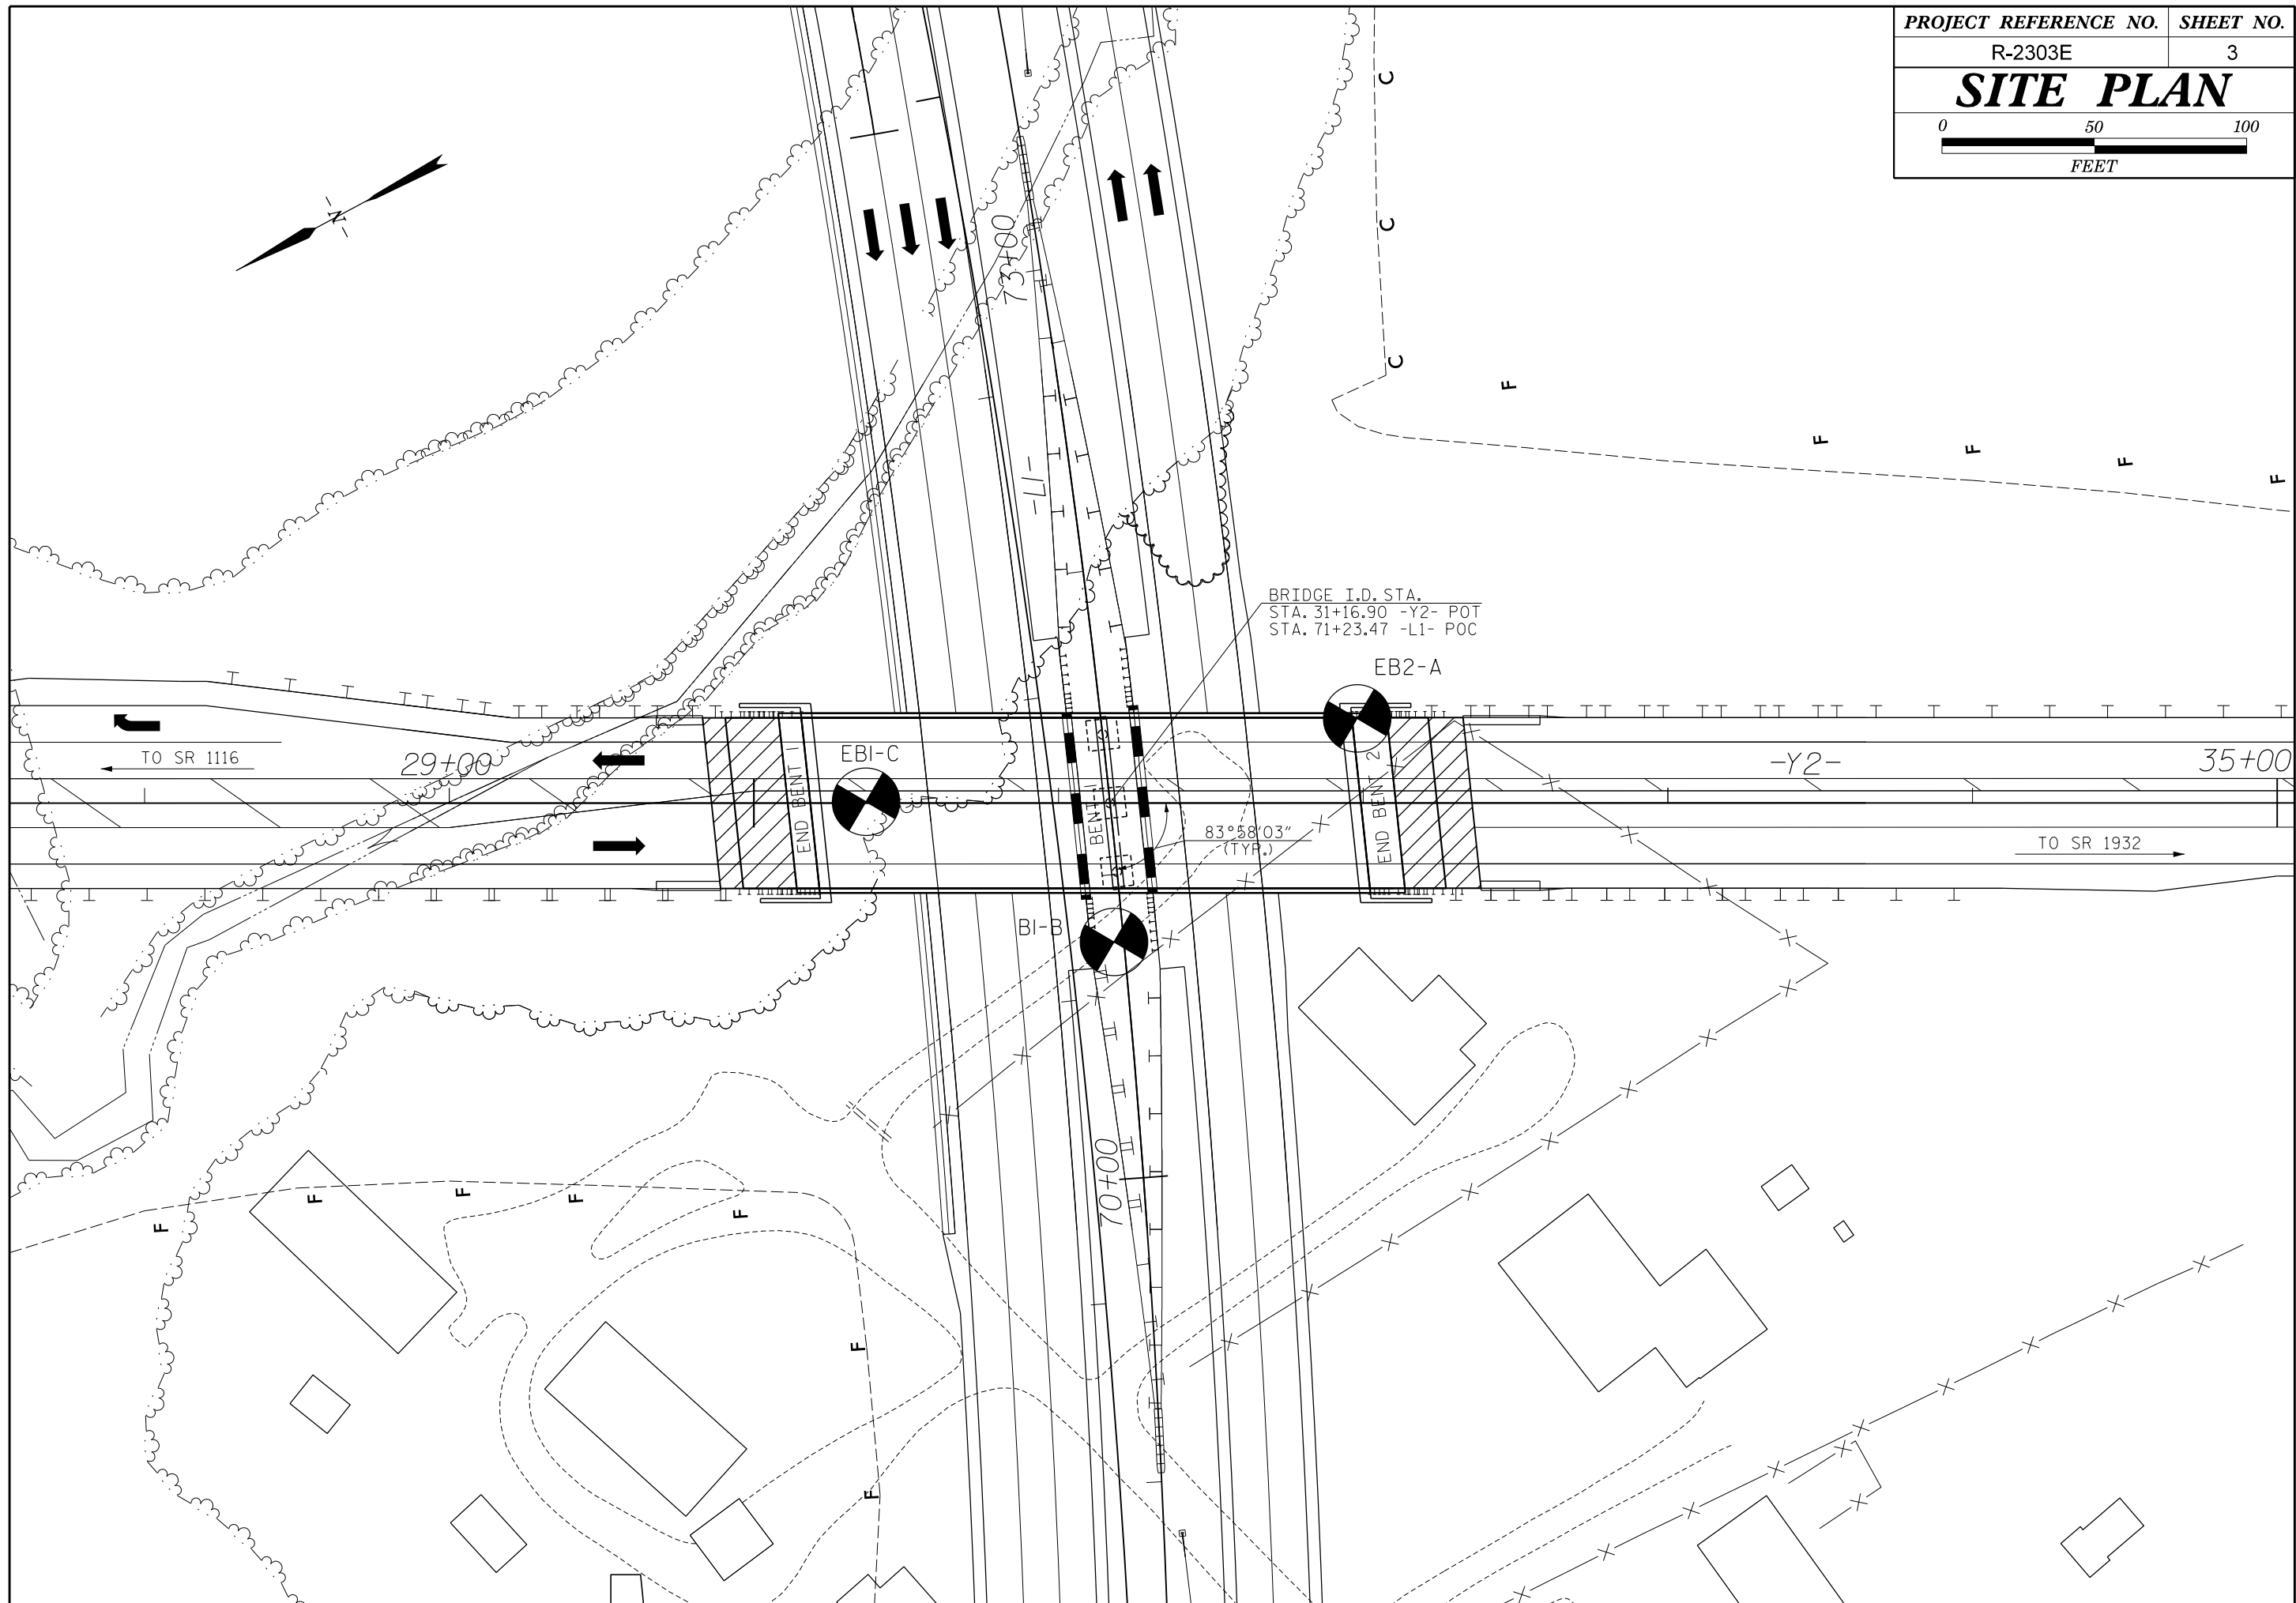 PROJECT REFERENCE NO. SHEET NO.
R-2303E 3
SITE PLAN
0 50 100
FEET
C
C
C
-N-
73+00
-L1-
F
F
F
F
F
BRIDGE I.D. STA.
STA. 31+16.90 -Y2- POT
STA. 71+23.47 -L1- POC
EB2-A
TO SR 1116
29+00
EB1-C
END BENT 1
BENT 1
END BENT 2
-Y2-
35+00
83°58'03"
(TYP.)
TO SR 1932
B1-B
70+00
F
F
F
F
F
F
F